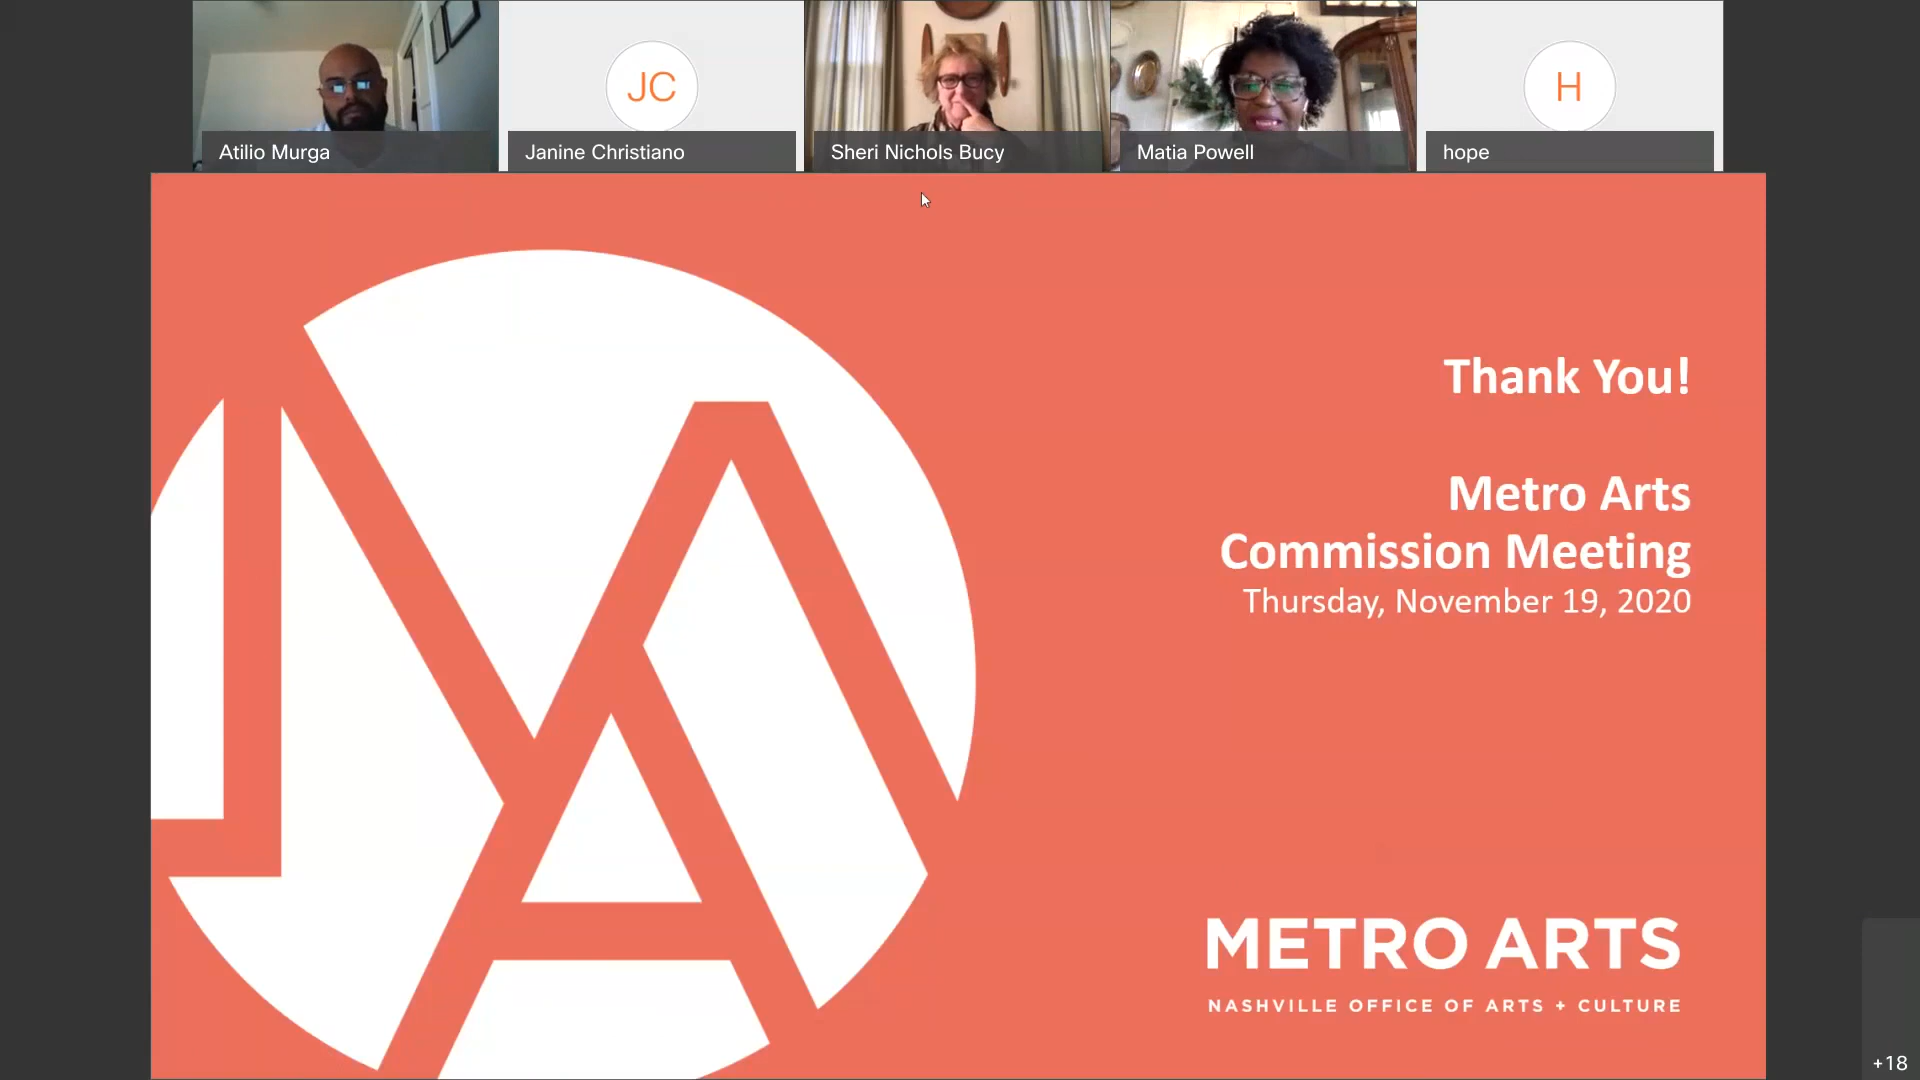 Atilio Murga
JC
Janine Christiano
Sheri Nichols Bucy
Matia Powell
H
hope
Thank You!
Metro Arts
Commission Meeting
Thursday, November 19, 2020
METRO ARTS
NASHVILLE OFFICE OF ARTS + CULTURE
+18